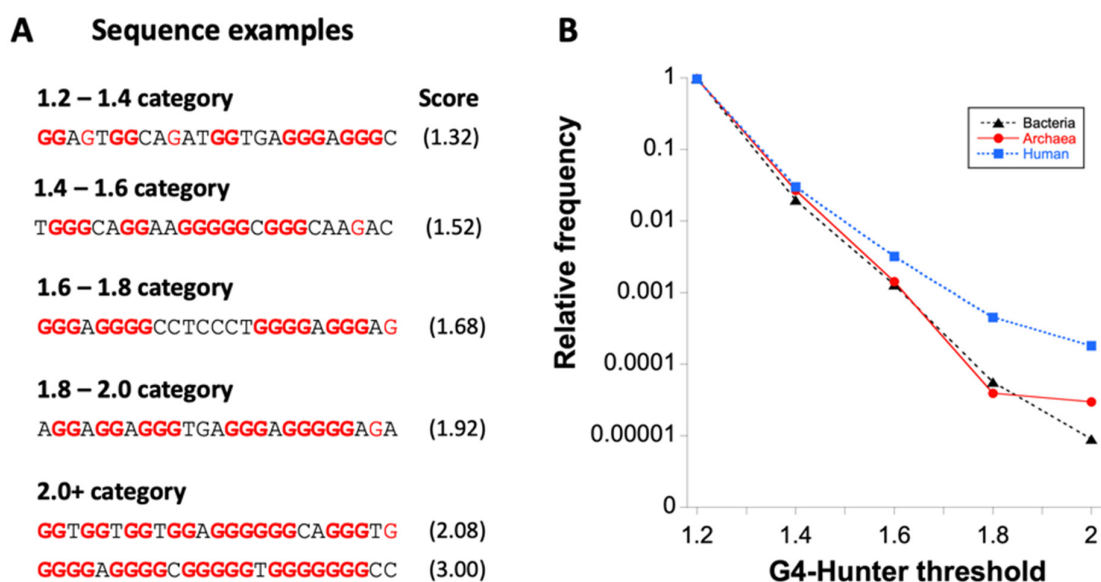 A Sequence examples
1.2 – 1.4 category Score
GGAGTGGCAGATGGTGAGGGAGGGC (1.32)
1.4 – 1.6 category
TGGGCAGGAAGGGGGCGGGCAAGAC (1.52)
1.6 – 1.8 category
GGGAGGGGCCTCCCTGGGGAGGGAG (1.68)
1.8 – 2.0 category
AGGAGGAGGGTGAGGGAGGGGGAGA (1.92)
2.0+ category
GGTGGTGGTGGAGGGGGGCAGGGTG (2.08)
GGGGAGGGGCGGGGGTGGGGGGGCC (3.00)
B
Relative frequency
1
0.1
0.01
0.001
0.0001
0.00001
0
Bacteria
Archaea
Human
1.2 1.4 1.6 1.8 2
G4-Hunter threshold